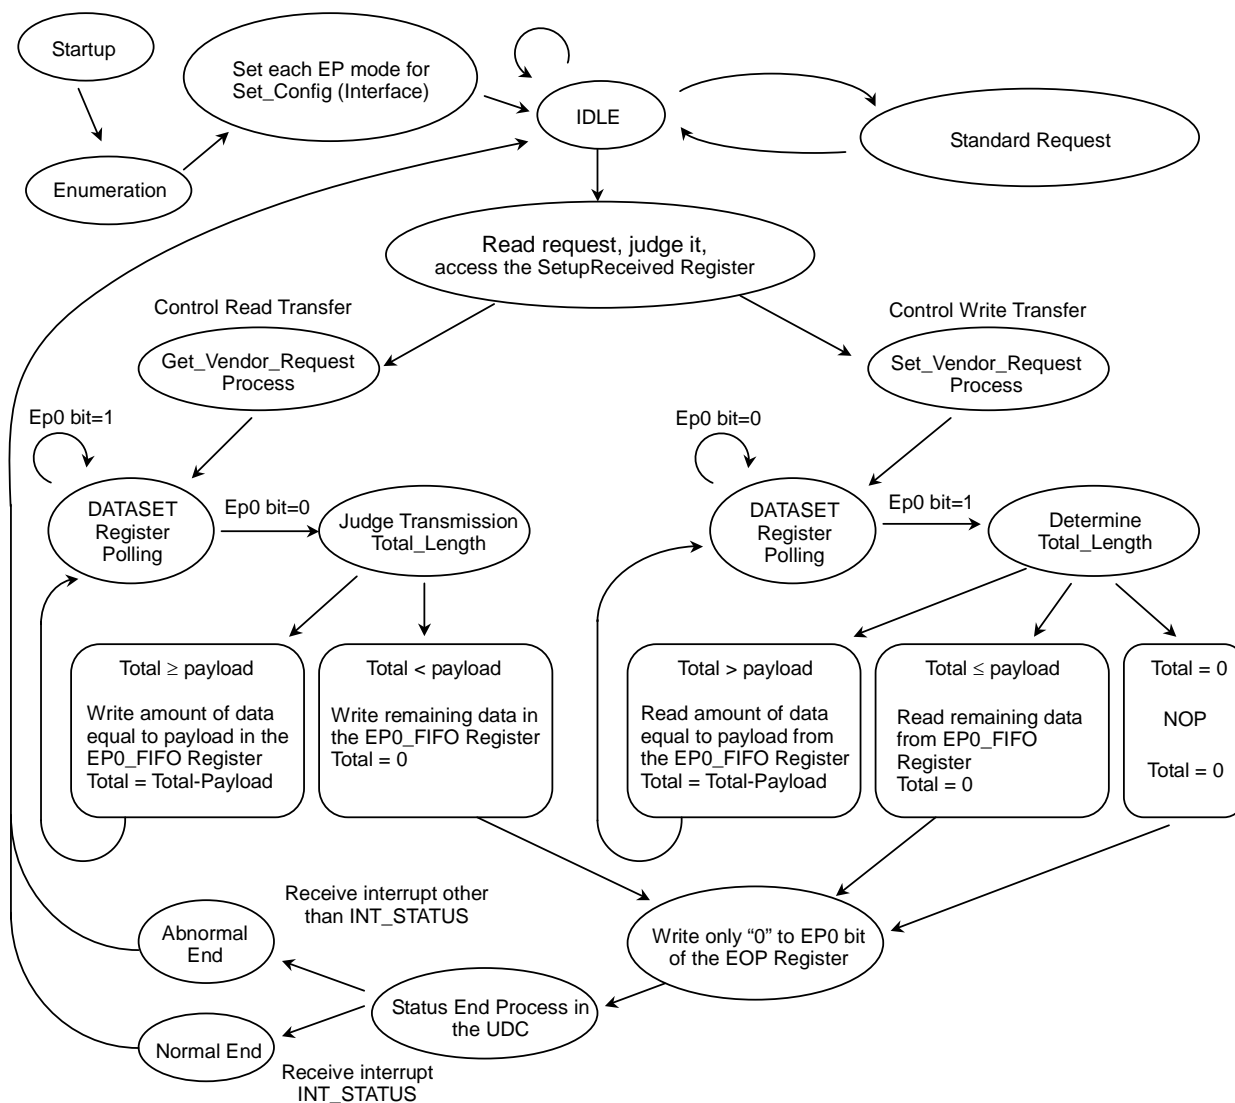 Startup
Set each EP mode for
Set_Config (Interface)
IDLE
Standard Request
Enumeration
Read request, judge it,
access the SetupReceived Register
Control Read Transfer
Control Write Transfer
Get_Vendor_Request
Process
Set_Vendor_Request
Process
Ep0 bit=1
Ep0 bit=0
DATASET
Register
Polling
Ep0 bit=0
Judge Transmission
Total_Length
DATASET
Register
Polling
Ep0 bit=1
Determine
Total_Length
Total ≥ payload
Write amount of data
equal to payload in the
EP0_FIFO Register
Total = Total-Payload
Total < payload
Write remaining data in
the EP0_FIFO Register
Total = 0
Total > payload
Read amount of data
equal to payload from
the EP0_FIFO Register
Total = Total-Payload
Total ≤ payload
Read remaining data
from EP0_FIFO
Register
Total = 0
Total = 0
NOP
Total = 0
Receive interrupt other
than INT_STATUS
Abnormal
End
Write only “0” to EP0 bit
of the EOP Register
Status End Process in
the UDC
Normal End
Receive interrupt
INT_STATUS